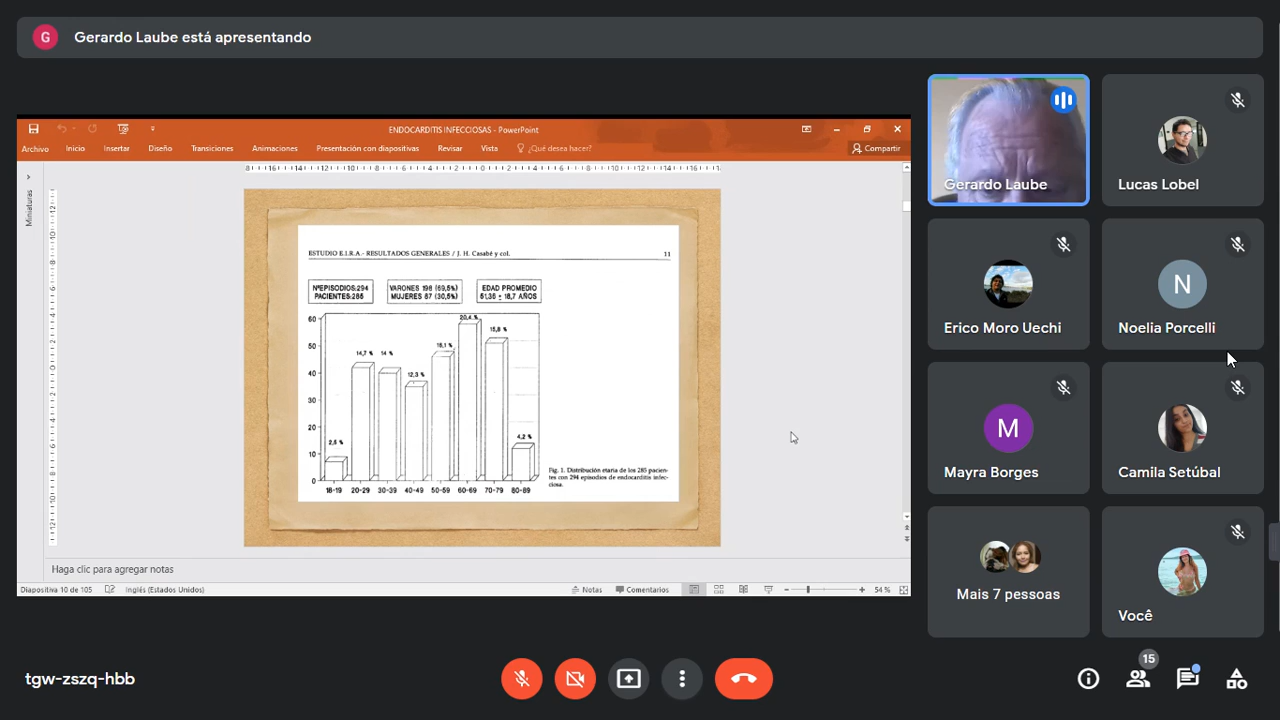 G
Gerardo Laube está apresentando
ENDOCARDITIS INFECCIOSAS - PowerPoint
Archivo Inicio Insertar Diseño Transiciones Animaciones Presentación con diapositivas Revisar Vista ¿Qué desea hacer? Compartir
Miniaturas
ESTUDIO E.I.R.A.- RESULTADOS GENERALES / J. H. Casabé y col. 11
NºEPISODIOS:294
PACIENTES:285
VARONES 198 (69,5%)
MUJERES 87 (30,5%)
EDAD PROMEDIO
51,35 ± 18,7 AÑOS
60
50
40
30
20
10
0
2,5 %
14,7 %
14 %
12,3 %
16,1 %
20,4 %
15,8 %
4,2 %
18-19 20-29 30-39 40-49 50-59 60-69 70-79 80-89
Fig. 1. Distribución etaria de los 285 pacien-
tes con 294 episodios de endocarditis infec-
ciosa.
Haga clic para agregar notas
Diapositiva 10 de 105 Inglés (Estados Unidos) Notas Comentarios 54 %
Gerardo Laube
Lucas Lobel
Erico Moro Uechi
N
Noelia Porcelli
M
Mayra Borges
Camila Setúbal
Mais 7 pessoas
Você
tgw-zszq-hbb
15